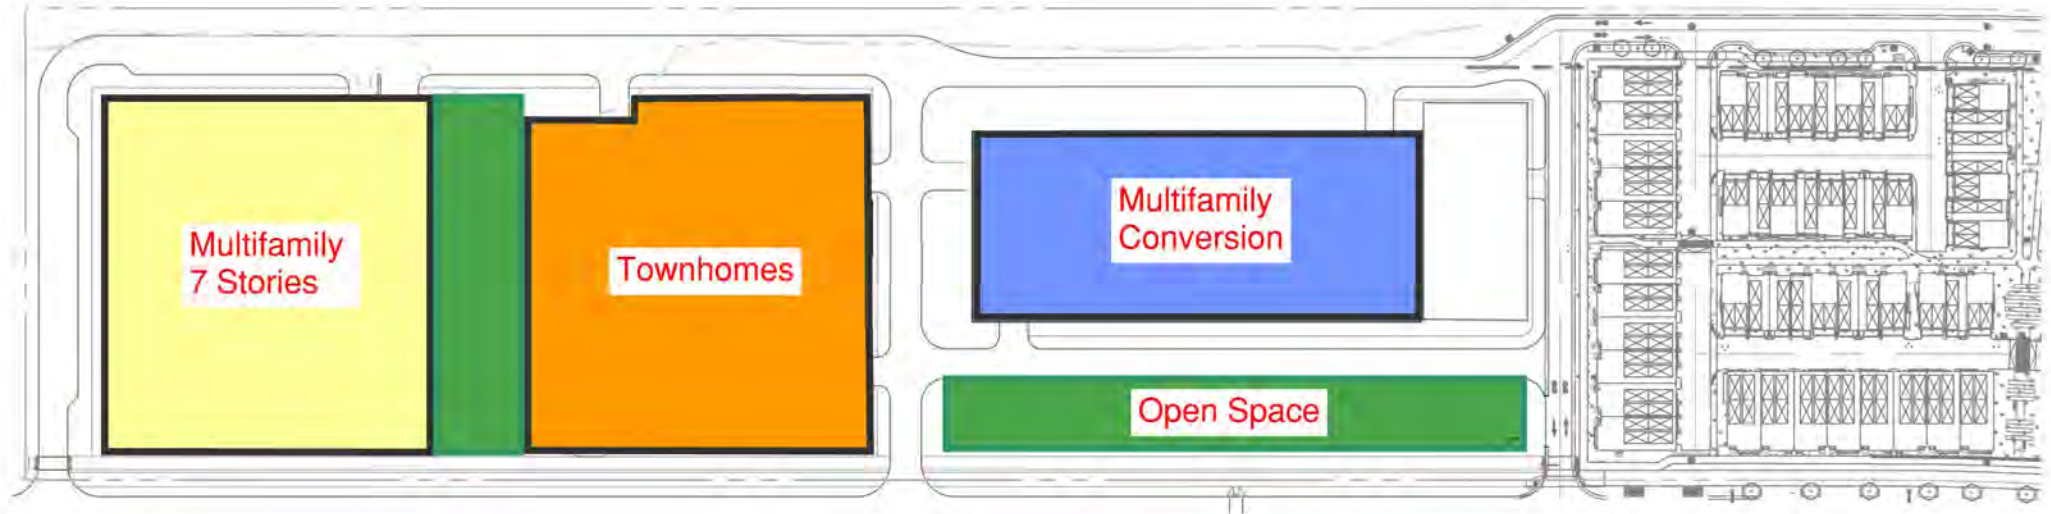 Multifamily
7 Stories
Townhomes
Multifamily
Conversion
Open Space